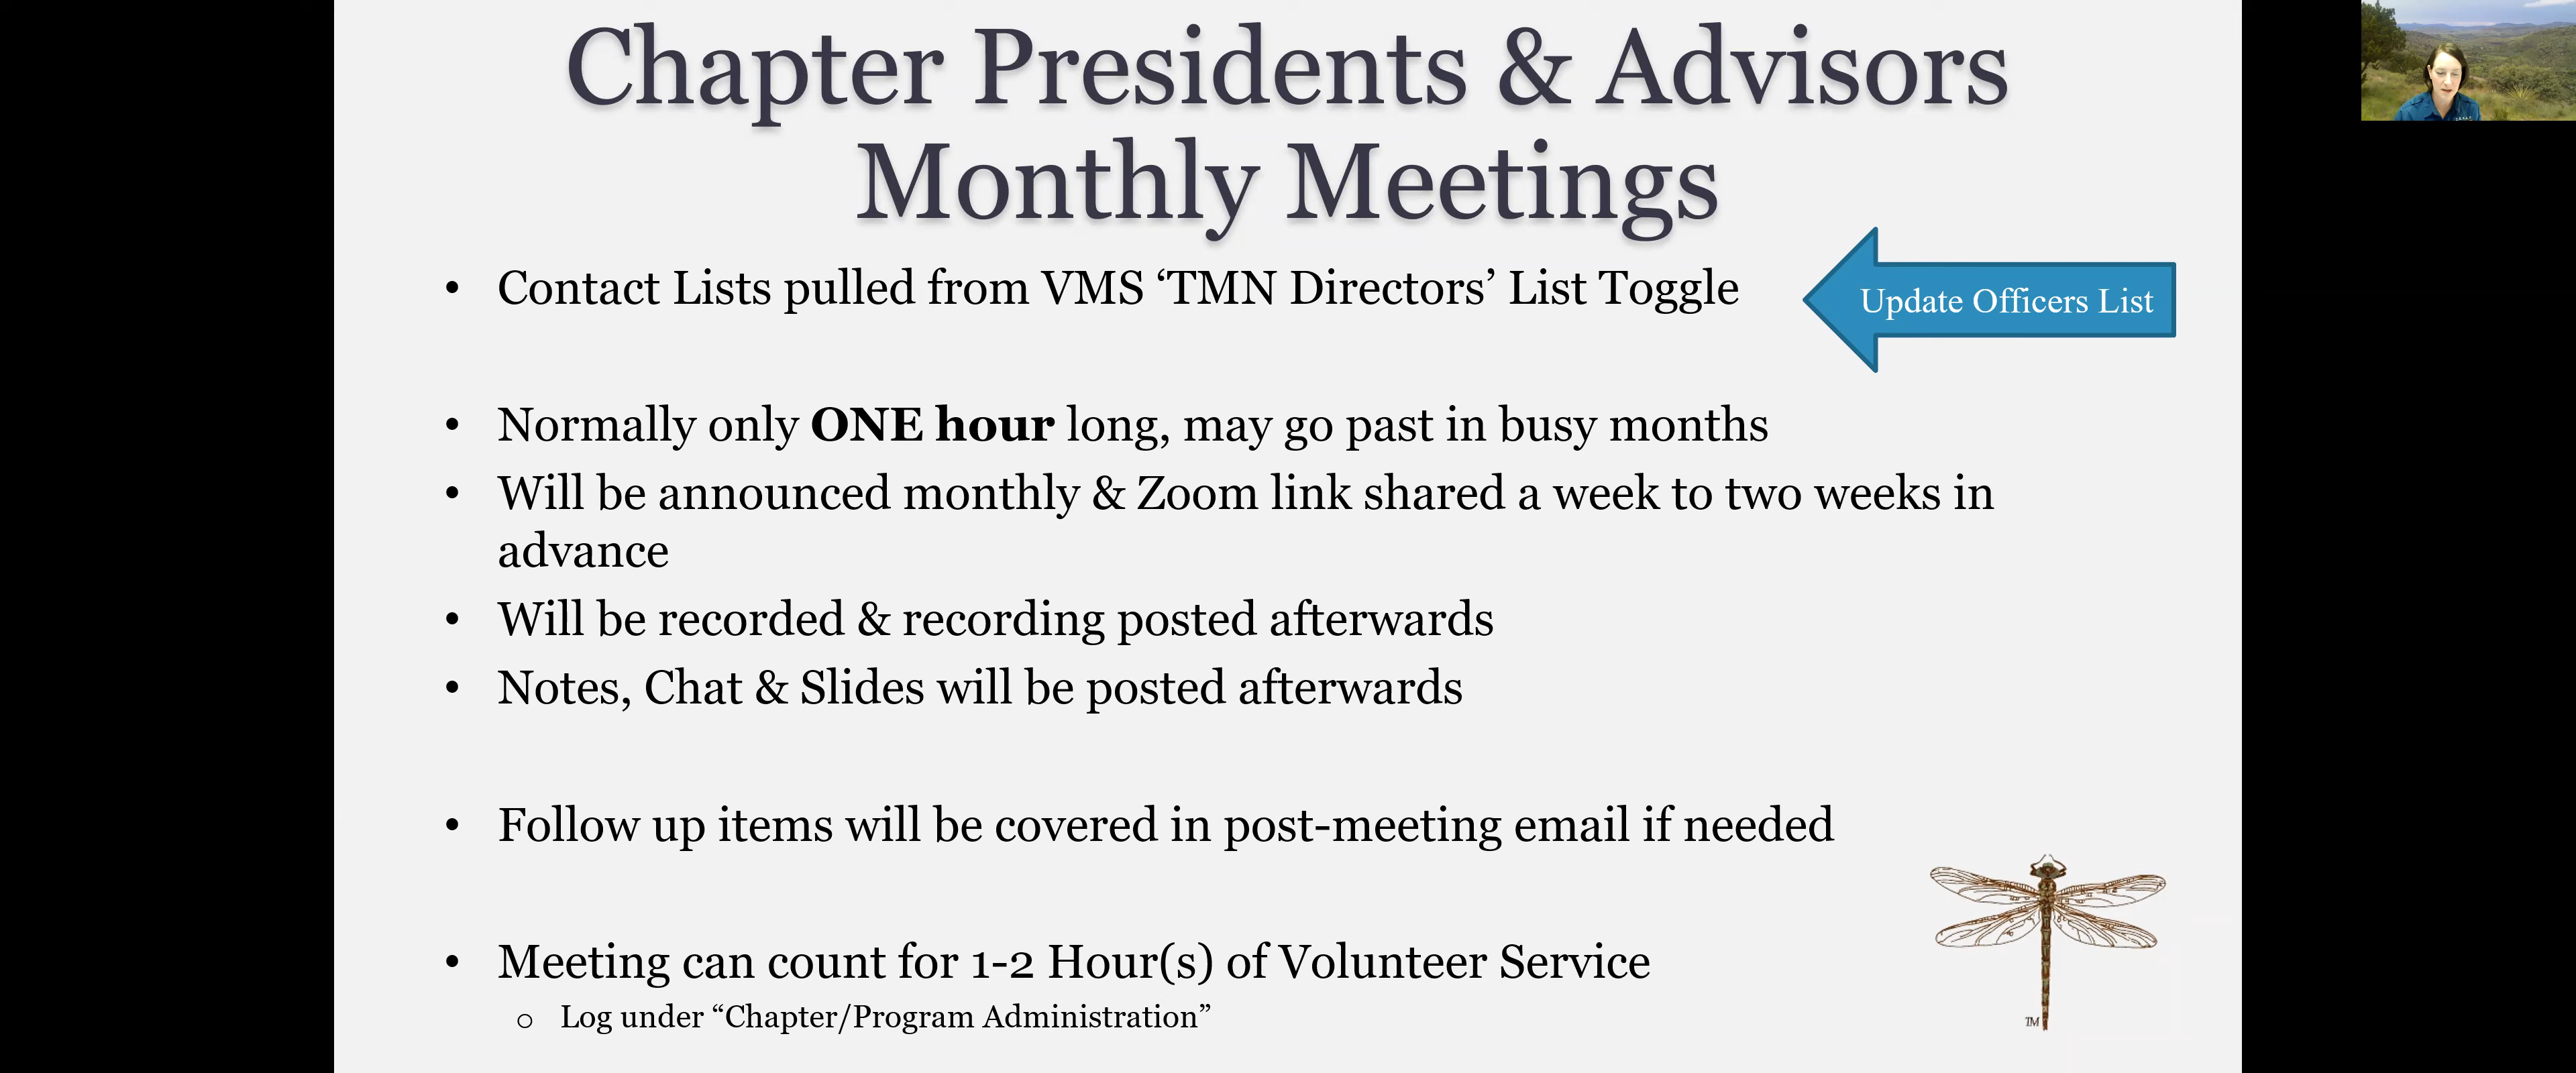 Chapter Presidents & Advisors
Monthly Meetings
• Contact Lists pulled from VMS ‘TMN Directors’ List Toggle
Update Officers List
• Normally only ONE hour long, may go past in busy months
• Will be announced monthly & Zoom link shared a week to two weeks in
advance
• Will be recorded & recording posted afterwards
• Notes, Chat & Slides will be posted afterwards
• Follow up items will be covered in post-meeting email if needed
• Meeting can count for 1-2 Hour(s) of Volunteer Service
o Log under “Chapter/Program Administration”
TM